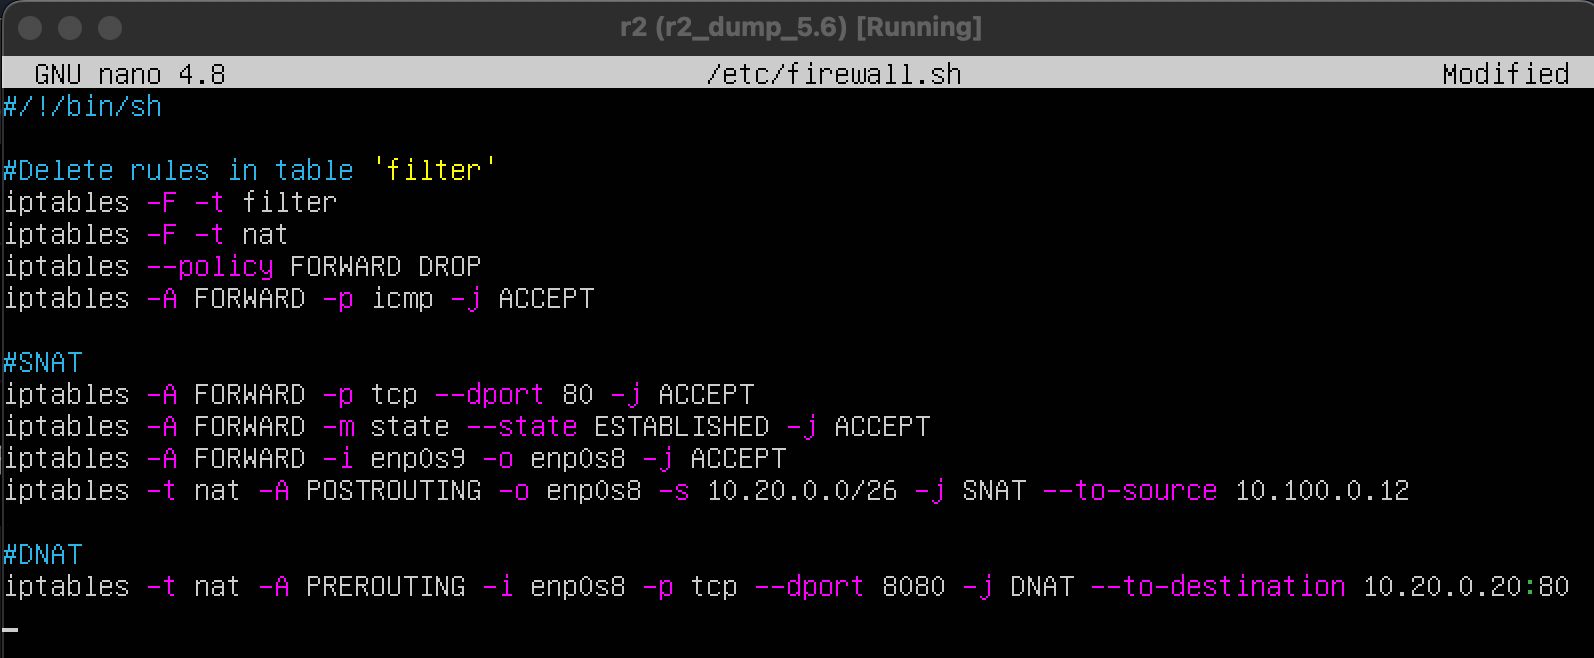 r2 (r2_dump_5.6) [Running]
GNU nano 4.8 /etc/firewall.sh Modified
#/!/bin/sh
#Delete rules in table 'filter'
iptables -F -t filter
iptables -F -t nat
iptables --policy FORWARD DROP
iptables -A FORWARD -p icmp -j ACCEPT
#SNAT
iptables -A FORWARD -p tcp --dport 80 -j ACCEPT
iptables -A FORWARD -m state --state ESTABLISHED -j ACCEPT
iptables -A FORWARD -i enp0s9 -o enp0s8 -j ACCEPT
iptables -t nat -A POSTROUTING -o enp0s8 -s 10.20.0.0/26 -j SNAT --to-source 10.100.0.12
#DNAT
iptables -t nat -A PREROUTING -i enp0s8 -p tcp --dport 8080 -j DNAT --to-destination 10.20.0.20:80